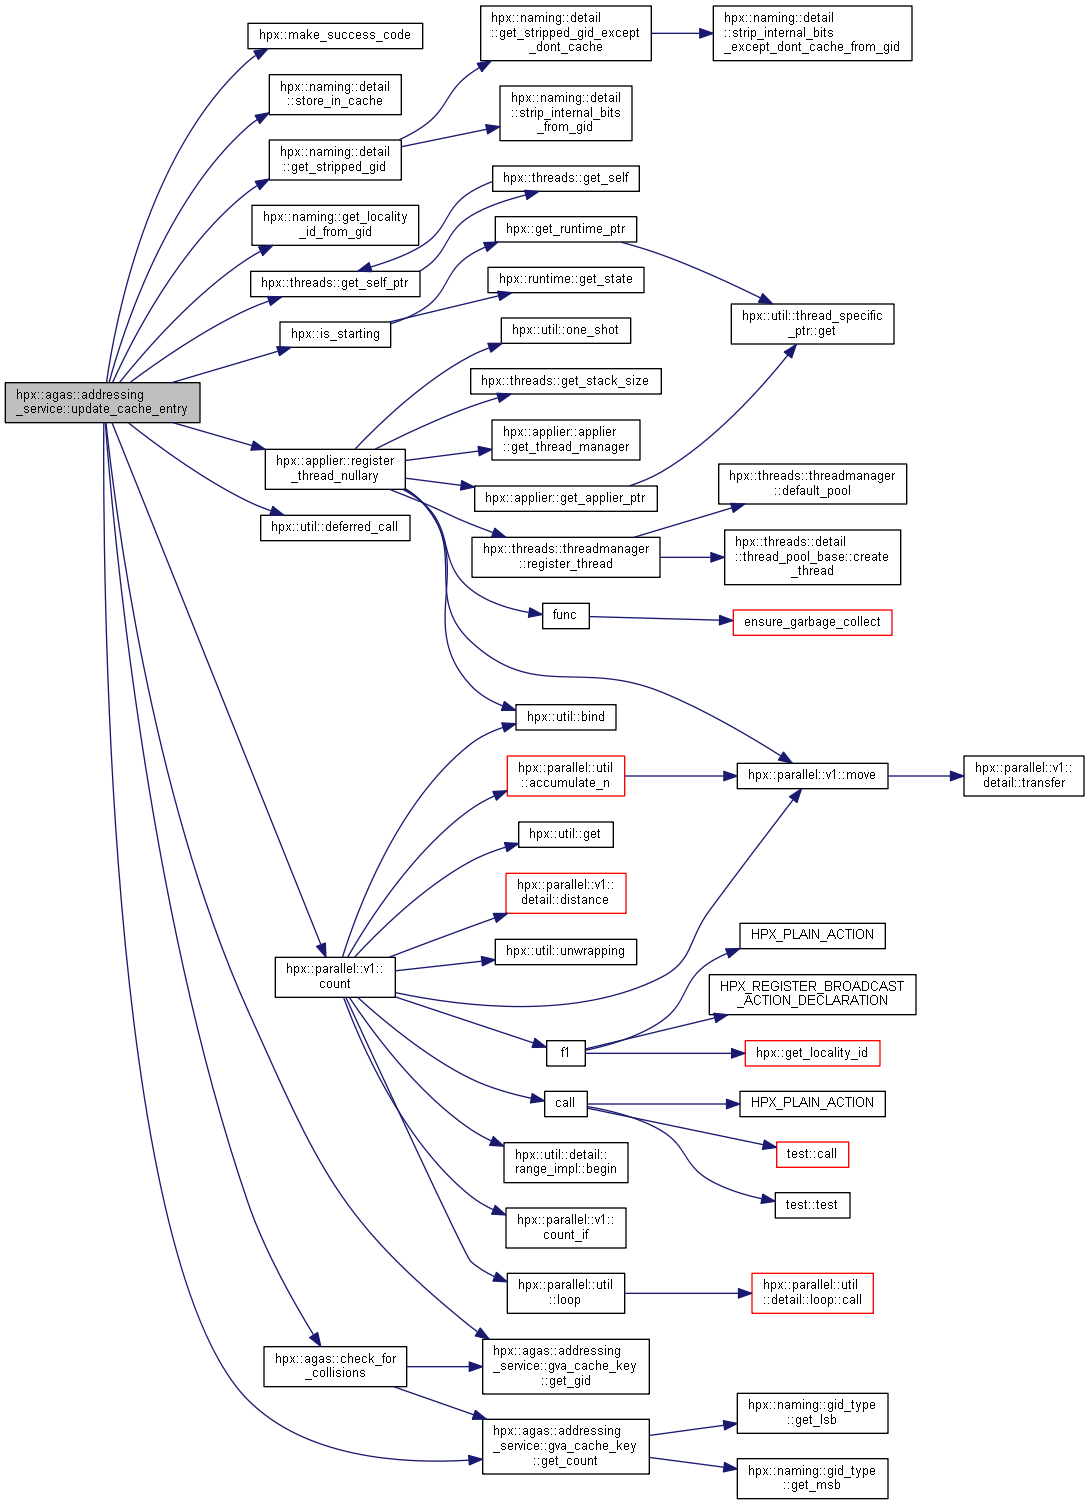 hpx::agas::addressing
_service::update_cache_entry
hpx::make_success_code
hpx::naming::detail
::store_in_cache
hpx::naming::detail
::get_stripped_gid
hpx::naming::get_locality
_id_from_gid
hpx::threads::get_self_ptr
hpx::is_starting
hpx::applier::register
_thread_nullary
hpx::util::deferred_call
hpx::parallel::v1::
count
hpx::agas::check_for
_collisions
hpx::naming::detail
::get_stripped_gid_except
_dont_cache
hpx::naming::detail
::strip_internal_bits
_from_gid
hpx::threads::get_self
hpx::get_runtime_ptr
hpx::runtime::get_state
hpx::util::one_shot
hpx::threads::get_stack_size
hpx::applier::applier
::get_thread_manager
hpx::applier::get_applier_ptr
hpx::threads::threadmanager
::register_thread
func
hpx::util::bind
hpx::parallel::util
::accumulate_n
hpx::util::get
hpx::parallel::v1::
detail::distance
hpx::util::unwrapping
f1
call
hpx::util::detail::
range_impl::begin
hpx::parallel::v1::
count_if
hpx::parallel::util
::loop
hpx::agas::addressing
_service::gva_cache_key
::get_gid
hpx::agas::addressing
_service::gva_cache_key
::get_count
hpx::naming::detail
::strip_internal_bits
_except_dont_cache_from_gid
hpx::util::thread_specific
_ptr::get
hpx::threads::threadmanager
::default_pool
hpx::threads::detail
::thread_pool_base::create
_thread
ensure_garbage_collect
hpx::parallel::v1::move
HPX_PLAIN_ACTION
HPX_REGISTER_BROADCAST
_ACTION_DECLARATION
hpx::get_locality_id
HPX_PLAIN_ACTION
test::call
test::test
hpx::parallel::util
::detail::loop::call
hpx::naming::gid_type
::get_lsb
hpx::naming::gid_type
::get_msb
hpx::parallel::v1::
detail::transfer